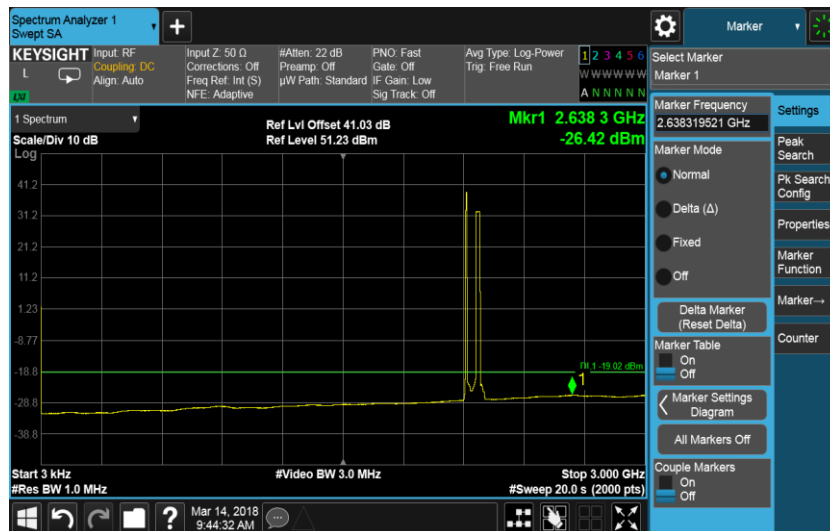 Spectrum Analyzer 1
Swept SA
+
Marker
KEYSIGHT
L
LXI
Input: RF
Coupling: DC
Align: Auto
Input Z: 50 Ω
Corrections: Off
Freq Ref: Int (S)
NFE: Adaptive
#Atten: 22 dB
Preamp: Off
µW Path: Standard
PNO: Fast
Gate: Off
IF Gain: Low
Sig Track: Off
Avg Type: Log-Power
Trig: Free Run
1 2 3 4 5 6
W W W W W W
A N N N N N
Select Marker
Marker 1
1 Spectrum
Scale/Div 10 dB
Log
Ref Lvl Offset 41.03 dB
Ref Level 51.23 dBm
Mkr1 2.638 3 GHz
-26.42 dBm
41.2
31.2
21.2
11.2
1.23
-8.77
-18.8
-28.8
-38.8
DL1 -19.02 dBm
1
Start 3 kHz
#Res BW 1.0 MHz
#Video BW 3.0 MHz
Stop 3.000 GHz
#Sweep 20.0 s (2000 pts)
Marker Frequency
2.638319521 GHz
Marker Mode
Normal
Delta (Δ)
Fixed
Off
Delta Marker
(Reset Delta)
Marker Table
On
Off
Marker Settings
Diagram
All Markers Off
Couple Markers
On
Off
Settings
Peak
Search
Pk Search
Config
Properties
Marker
Function
Marker→
Counter
?
Mar 14, 2018
9:44:32 AM